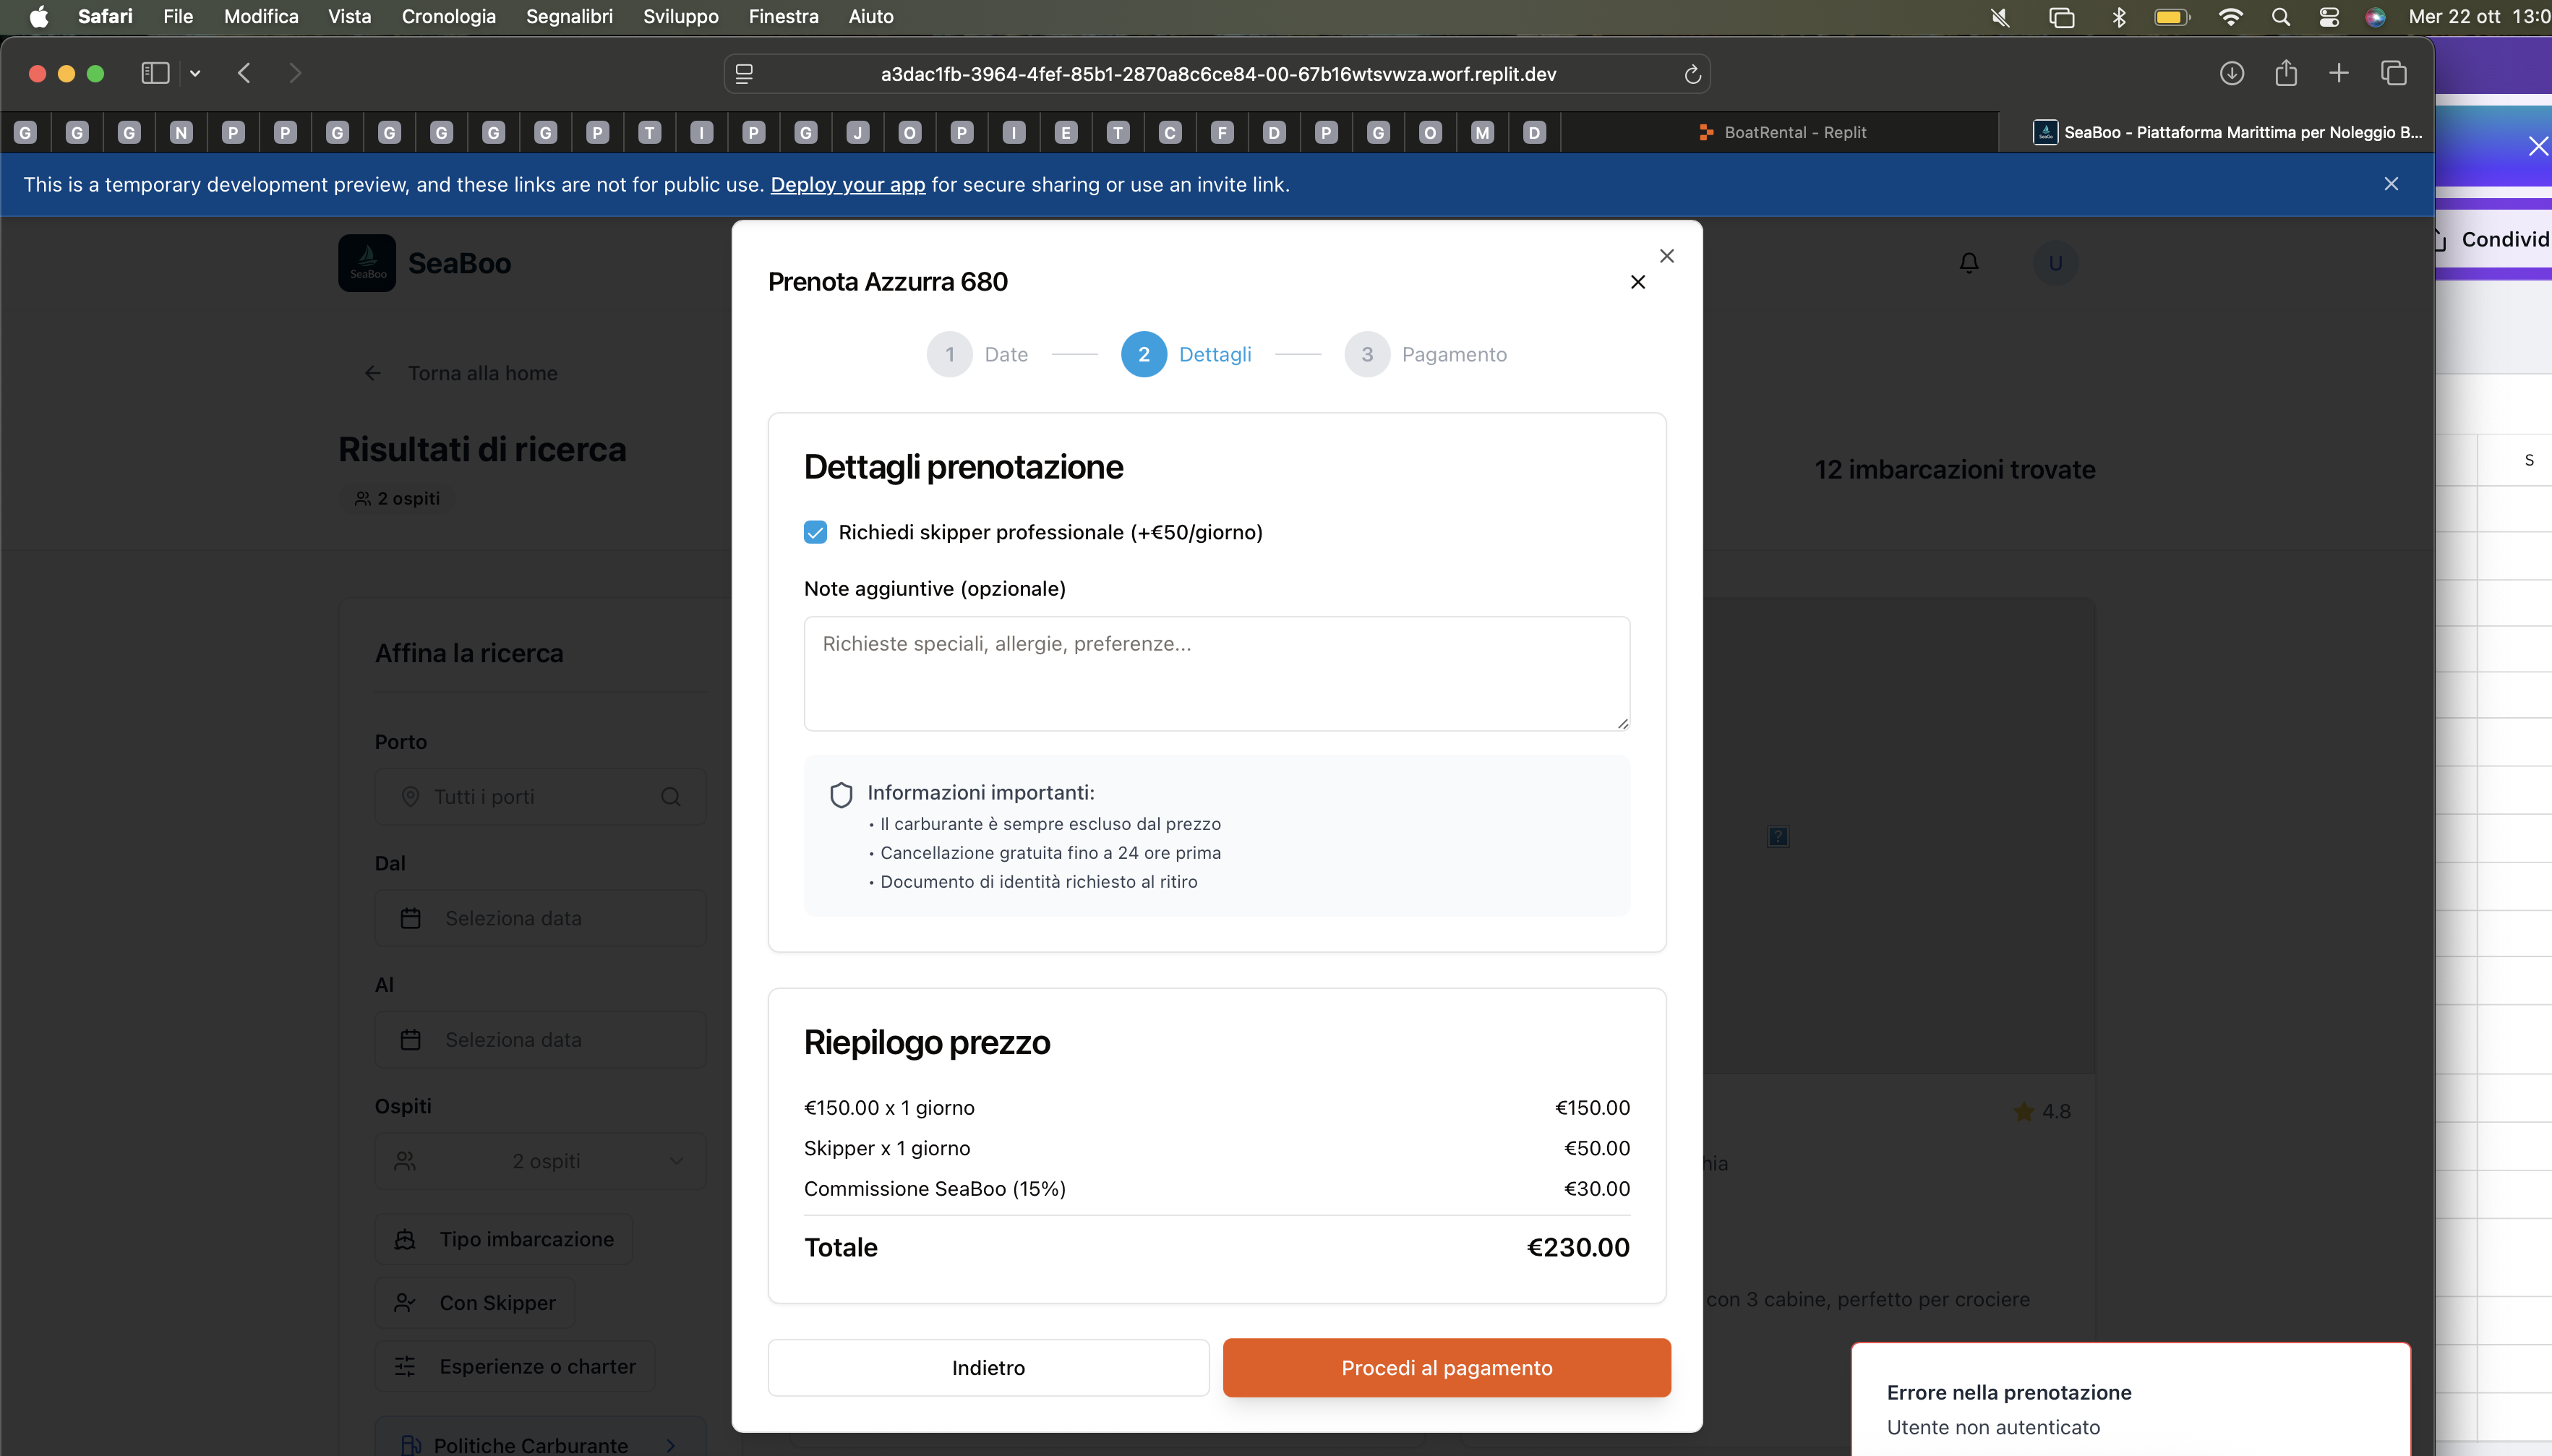 Safari File Modifica Vista Cronologia Segnalibri Sviluppo Finestra Aiuto
Mer 22 ott 13:0
a3dac1fb-3964-4fef-85b1-2870a8c6ce84-00-67b16wtsvwza.worf.replit.dev
G G G N P P G G G G G P T I P G J O P I E T C F D P G O M D
BoatRental - Replit
SeaBoo - Piattaforma Marittima per Noleggio B...
This is a temporary development preview, and these links are not for public use. Deploy your app for secure sharing or use an invite link.
Condivid
S
SeaBoo
SeaBoo
U
Torna alla home
Risultati di ricerca
2 ospiti
12 imbarcazioni trovate
Affina la ricerca
Porto
Tutti i porti
Dal
Seleziona data
Al
Seleziona data
Ospiti
2 ospiti
Tipo imbarcazione
Con Skipper
Esperienze o charter
Politiche Carburante
Prenota Azzurra 680
1 Date
2 Dettagli
3 Pagamento
Dettagli prenotazione
Richiedi skipper professionale (+€50/giorno)
Note aggiuntive (opzionale)
Richieste speciali, allergie, preferenze...
Informazioni importanti:
• Il carburante è sempre escluso dal prezzo
• Cancellazione gratuita fino a 24 ore prima
• Documento di identità richiesto al ritiro
Riepilogo prezzo
€150.00 x 1 giorno €150.00
Skipper x 1 giorno €50.00
Commissione SeaBoo (15%) €30.00
Totale €230.00
Indietro
Procedi al pagamento
?
4.8
hia
con 3 cabine, perfetto per crociere
Errore nella prenotazione
Utente non autenticato